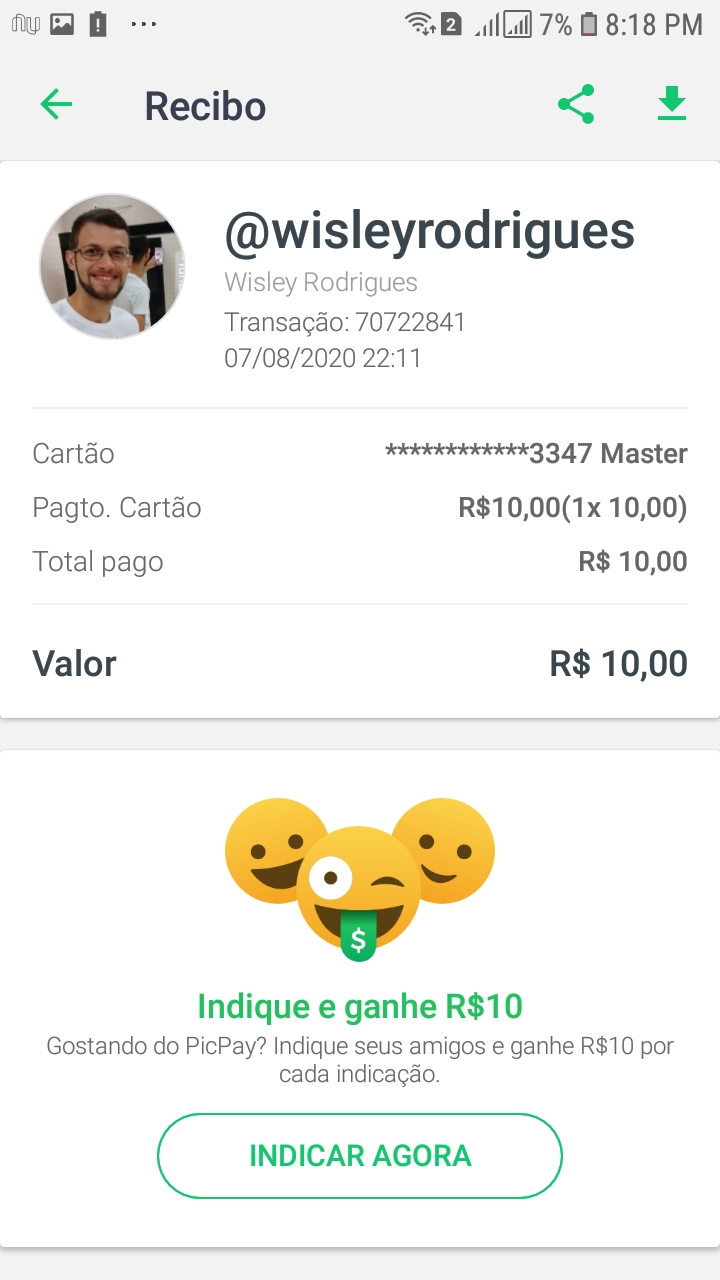 7% 8:18 PM
Recibo
@wisleyrodrigues
Wisley Rodrigues
Transação: 70722841
07/08/2020 22:11
Cartão ************3347 Master
Pagto. Cartão R$10,00(1x 10,00)
Total pago R$ 10,00
Valor R$ 10,00
$
Indique e ganhe R$10
Gostando do PicPay? Indique seus amigos e ganhe R$10 por
cada indicação.
INDICAR AGORA